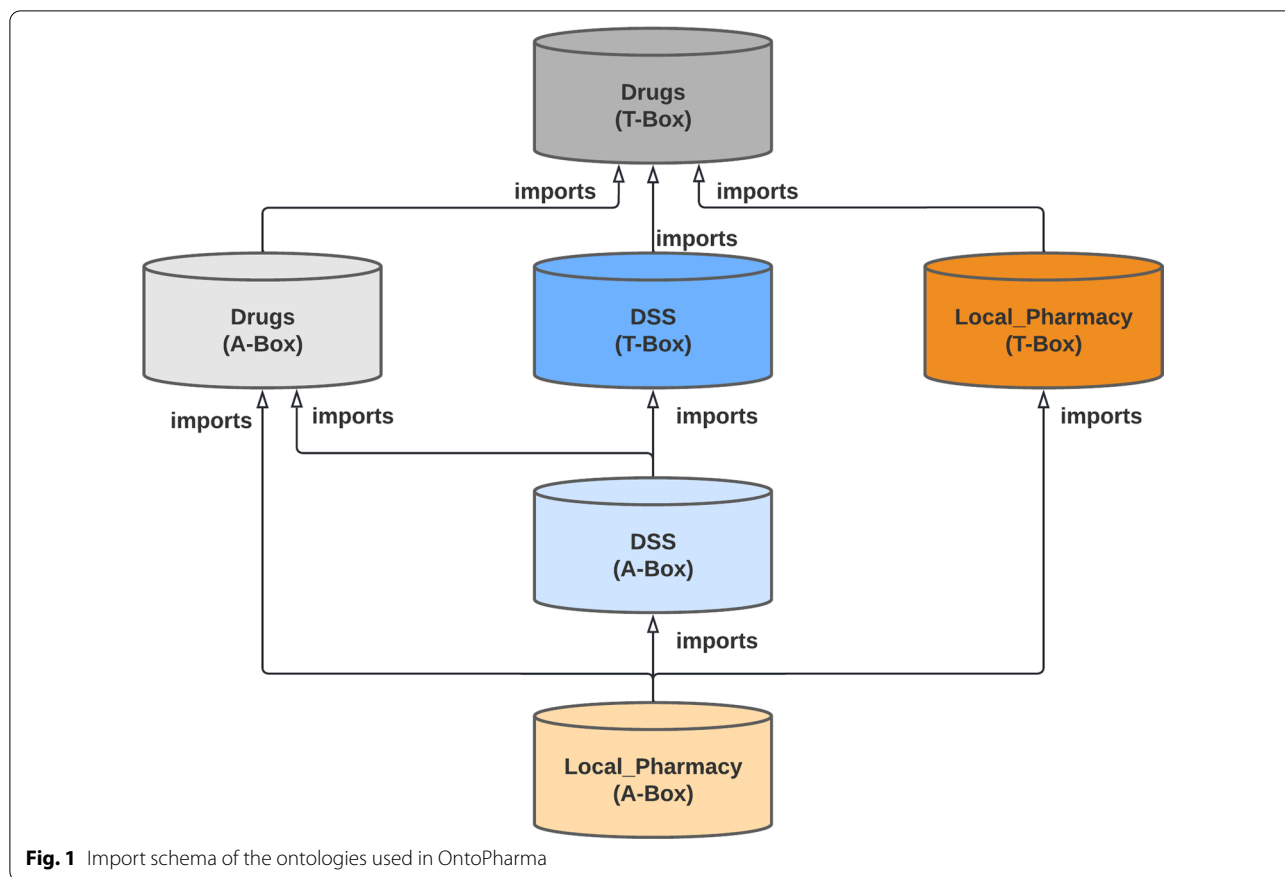 Drugs
(T-Box)
imports
imports
imports
Drugs
(A-Box)
DSS
(T-Box)
Local_Pharmacy
(T-Box)
imports
imports
imports
imports
DSS
(A-Box)
imports
Local_Pharmacy
(A-Box)
Fig. 1 Import schema of the ontologies used in OntoPharma